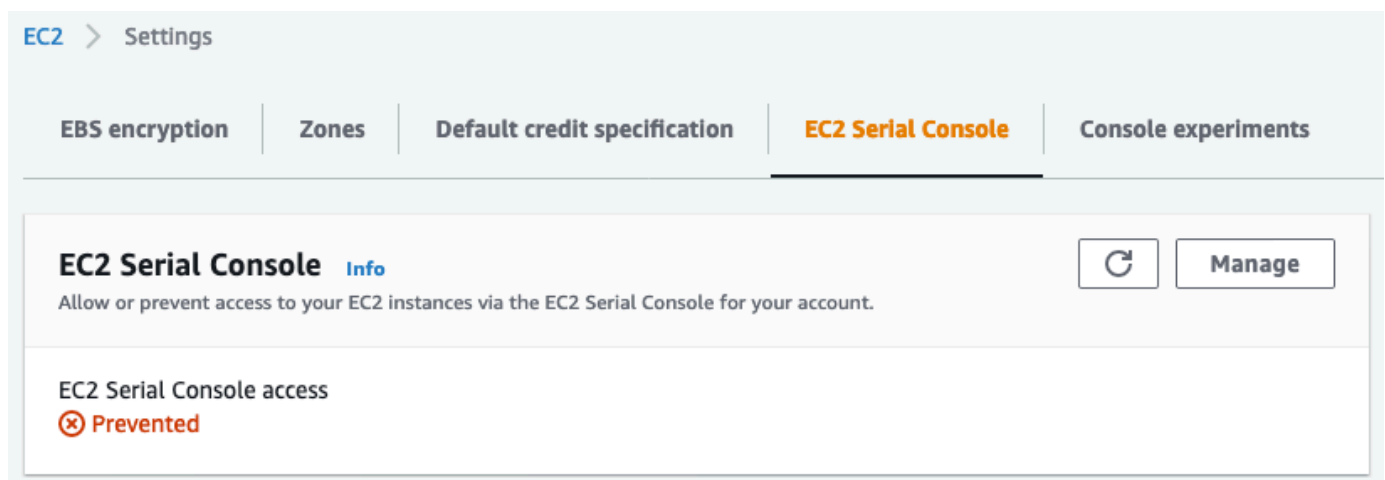 EC2 > Settings
EBS encryption Zones Default credit specification EC2 Serial Console Console experiments
EC2 Serial Console Info Manage
Allow or prevent access to your EC2 instances via the EC2 Serial Console for your account.
EC2 Serial Console access
Prevented